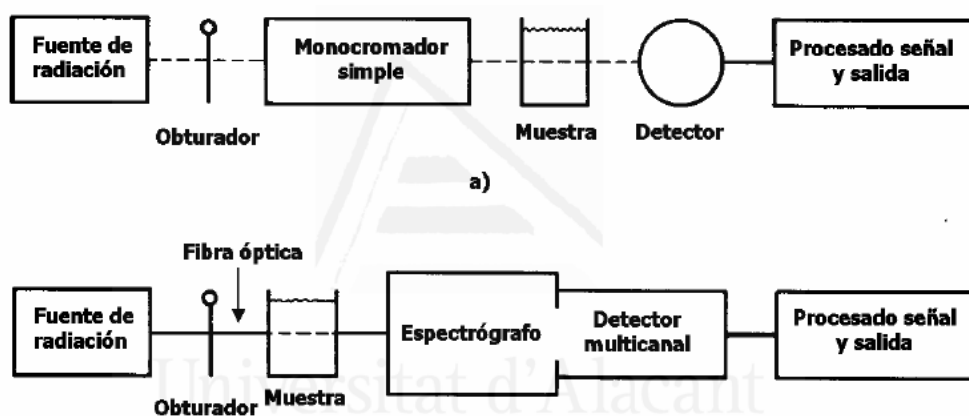 Fuente de
radiación
Monocromador
simple
Procesado señal
y salida
Obturador
Muestra
Detector
a)
Fibra óptica
Fuente de
radiación
Espectrógrafo
Detector
multicanal
Procesado señal
y salida
Obturador
Muestra
Universitat d'Alacant